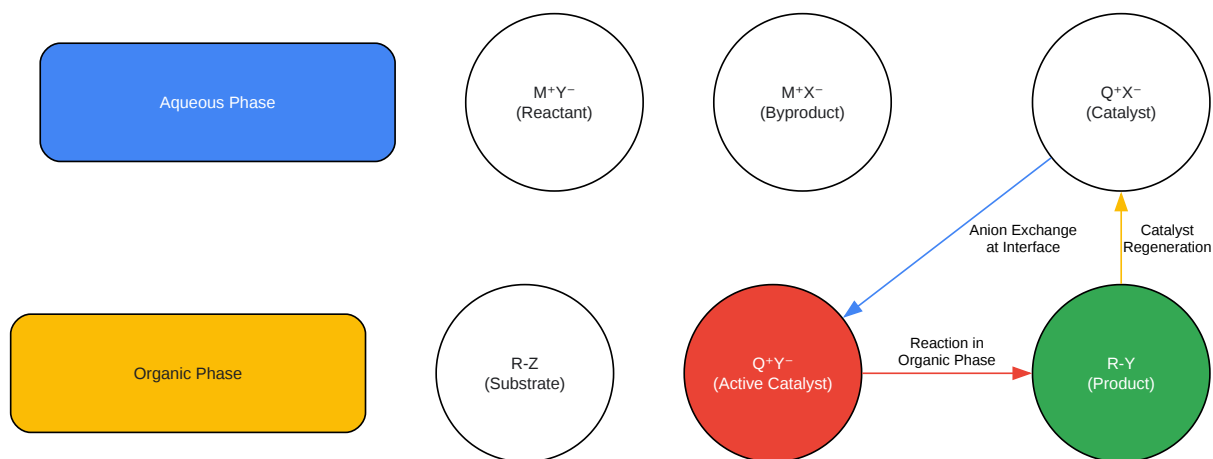 Aqueous Phase
M⁺Y⁻
(Reactant)
M⁺X⁻
(Byproduct)
Q⁺X⁻
(Catalyst)
Anion Exchange
at Interface
Catalyst
Regeneration
Organic Phase
R-Z
(Substrate)
Q⁺Y⁻
(Active Catalyst)
Reaction in
Organic Phase
R-Y
(Product)